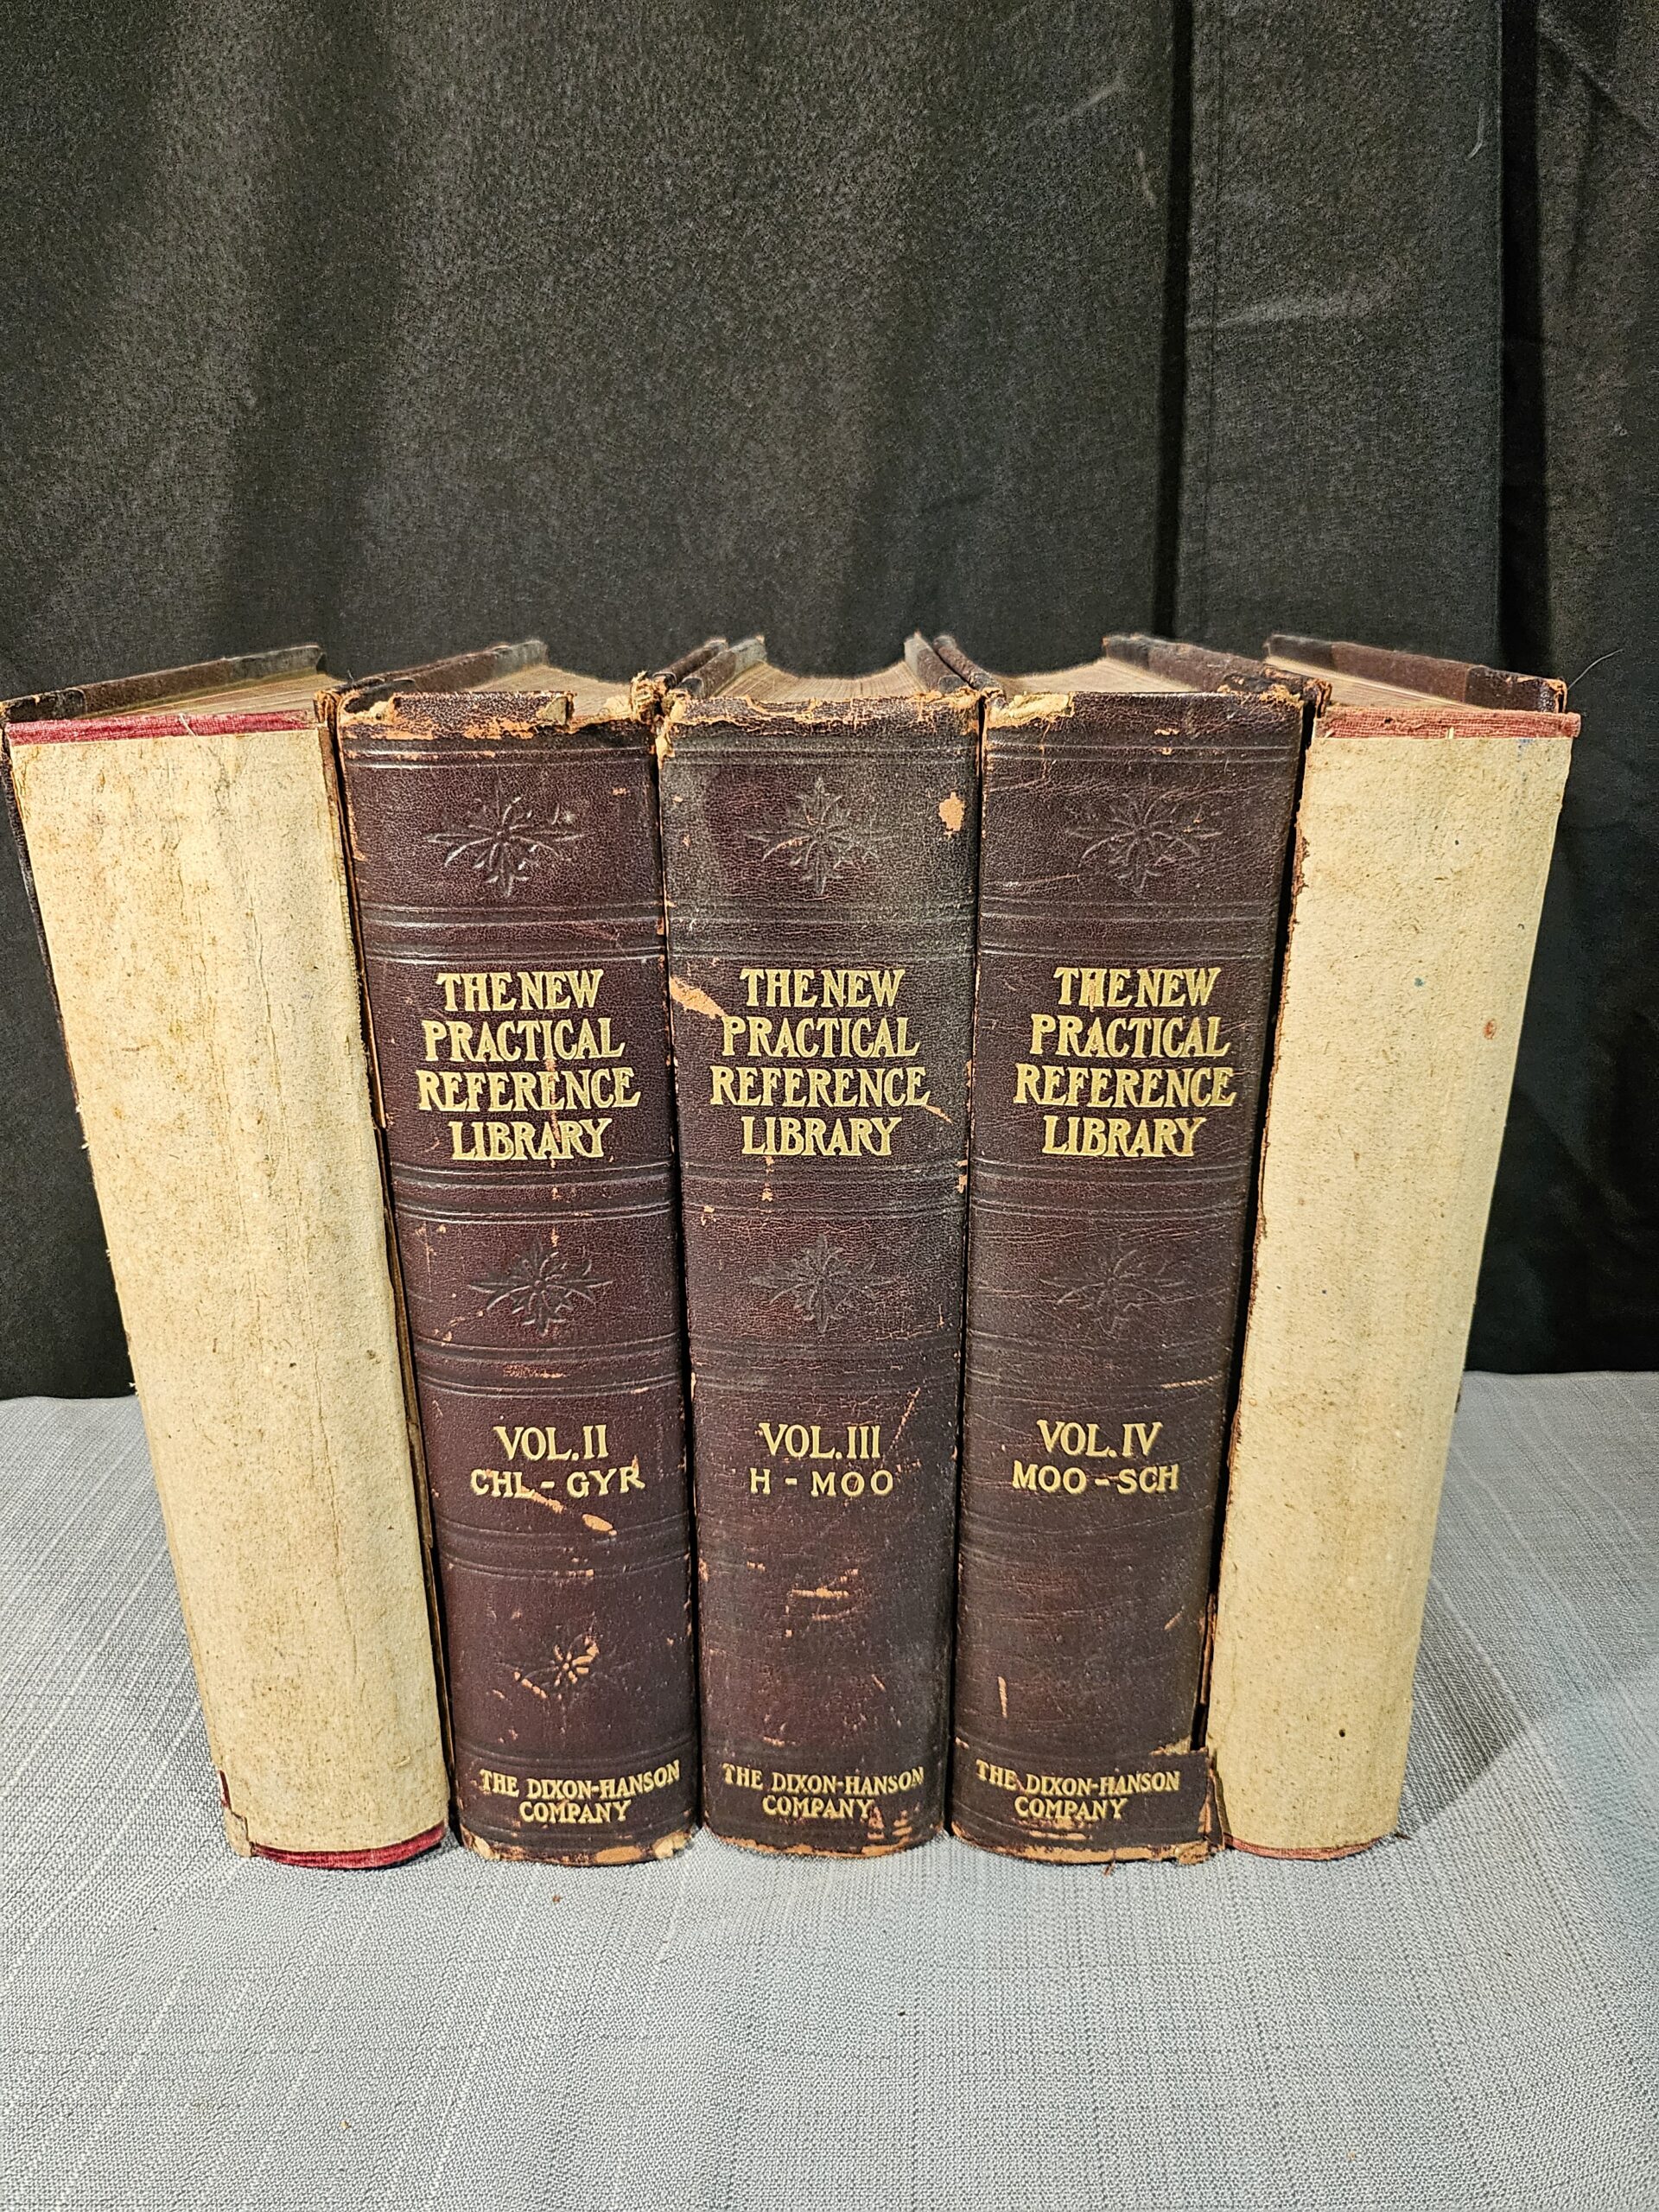 THE NEW
PRACTICAL
REFERENCE
LIBRARY
VOL. II
CHL - GYR
THE DIXON-HANSON
COMPANY
THE NEW
PRACTICAL
REFERENCE
LIBRARY
VOL. III
H - MOO
THE DIXON-HANSON
COMPANY
THE NEW
PRACTICAL
REFERENCE
LIBRARY
VOL. IV
MOO - SCH
THE DIXON-HANSON
COMPANY